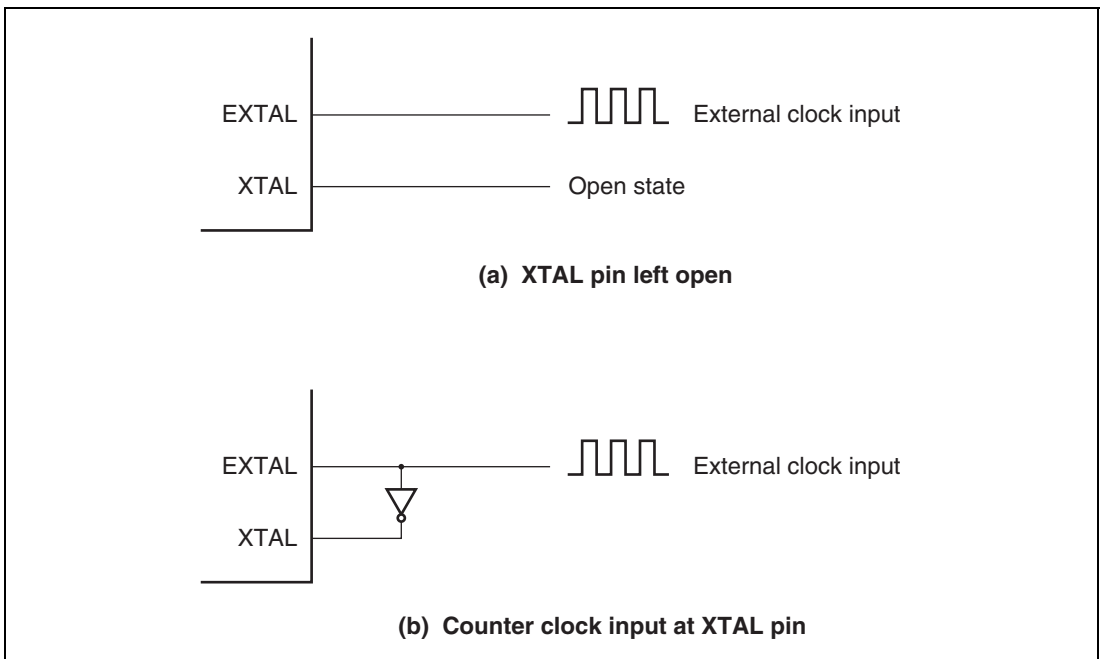 EXTAL External clock input
XTAL Open state
(a) XTAL pin left open
EXTAL External clock input
XTAL
(b) Counter clock input at XTAL pin